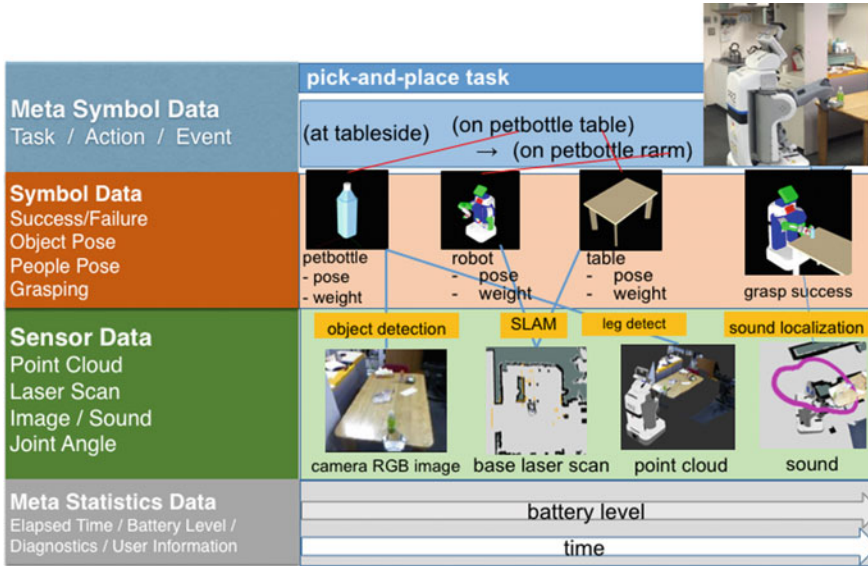 pick-and-place task
Meta Symbol Data
Task / Action / Event
(at tableside)
(on petbottle table)
→ (on petbottle rarm)
Symbol Data
Success/Failure
Object Pose
People Pose
Grasping
petbottle
- pose
- weight
robot
- pose
- weight
table
- pose
- weight
grasp success
Sensor Data
Point Cloud
Laser Scan
Image / Sound
Joint Angle
object detection
SLAM
leg detect
sound localization
camera RGB image
base laser scan
point cloud
sound
Meta Statistics Data
Elapsed Time / Battery Level /
Diagnostics / User Information
battery level
time